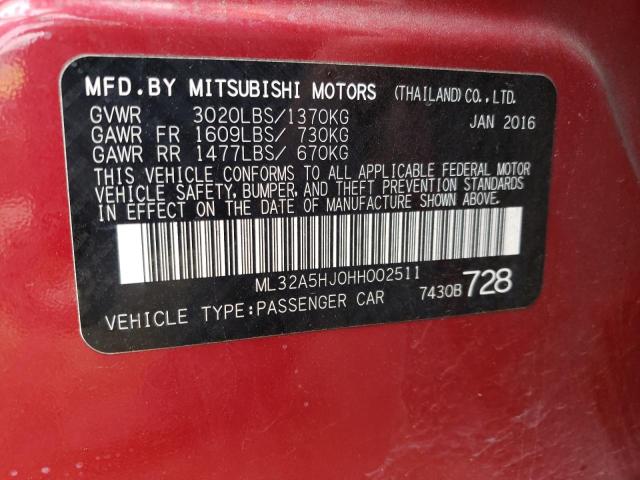 MFD.BY MITSUBISHI MOTORS (THAILAND)CO.,LTD.
GVWR 3020LBS/1370KG JAN 2016
GAWR FR 1609LBS/ 730KG
GAWR RR 1477LBS/ 670KG
THIS VEHICLE CONFORMS TO ALL APPLICABLE FEDERAL MOTOR
VEHICLE SAFETY, BUMPER, AND THEFT PREVENTION STANDARDS
IN EFFECT ON THE DATE OF MANUFACTURE SHOWN ABOVE.
ML32A5HJ0HH002511
VEHICLE TYPE:PASSENGER CAR 7430B 728